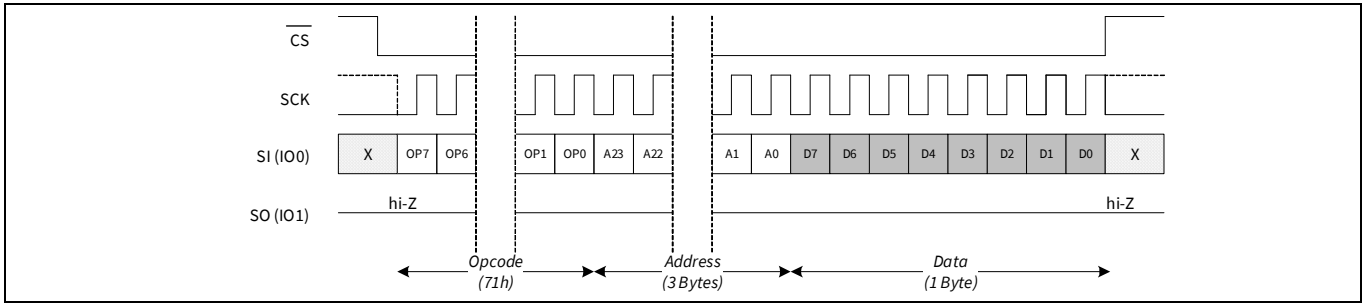 CS
SCK
SI (IO0) X OP7 OP6 OP1 OP0 A23 A22 A1 A0 D7 D6 D5 D4 D3 D2 D1 D0 X
hi-Z hi-Z
SO (IO1)
Opcode Address Data
(71h) (3 Bytes) (1 Byte)